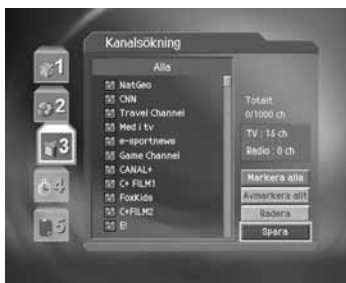 Kanalsökning
1
2
3
4
5
Alla
NatGeo
CNN
Travel Channel
Med i tv
e-sportnews
Game Channel
CANAL+
C+ FILM1
FoxKids
C+FILM2
E!
Totalt
0/1000 ch
TV : 15 ch
Radio : 0 ch
Markera alla
Avmarkera allt
Radera
Spara